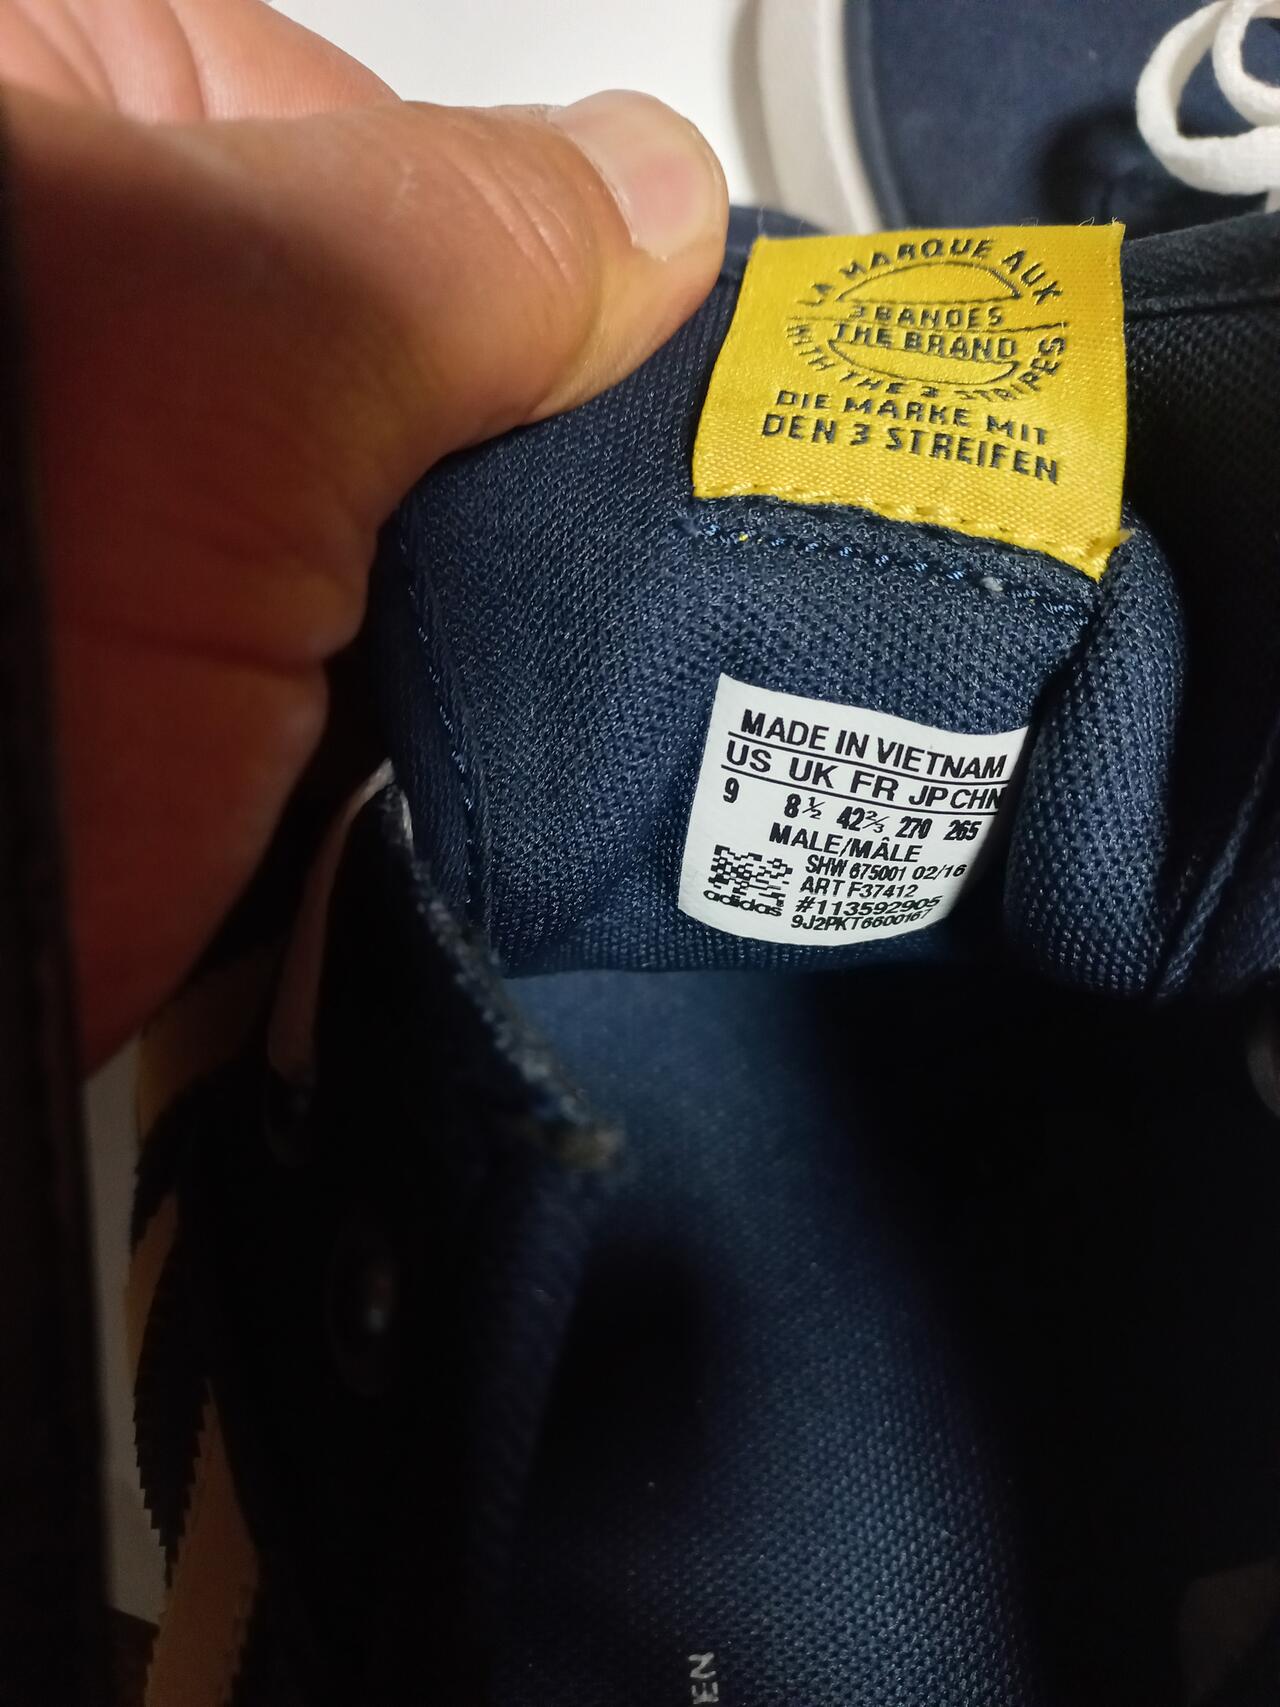 LA MARQUE AUX
3 BANDES
THE BRAND
WITH THE 3 STRIPES!
DIE MARKE MIT
DEN 3 STREIFEN
MADE IN VIETNAM
US UK FR JP CHN
9 8½ 42⅔ 270 265
MALE/MÂLE
SHW 675001 02/16
ART F37412
#113592905
9J2PKT6600167
adidas
EN